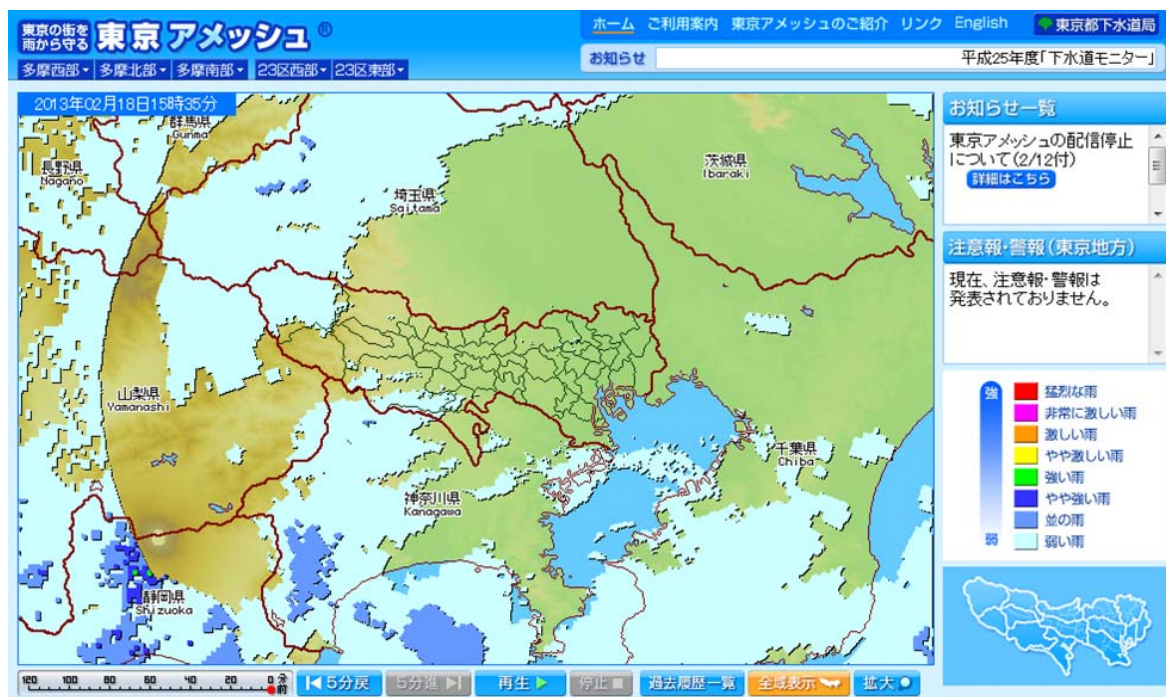 東京の街を
雨から守る
東京アメッシュ®
ホーム ご利用案内 東京アメッシュのご紹介 リンク English
東京都下水道局
お知らせ
平成25年度「下水道モニター」
多摩西部 多摩北部 多摩南部 23区西部 23区東部
2013年02月18日15時35分
群馬県
Gunma
長野県
Nagano
埼玉県
Saitama
茨城県
Ibaraki
山梨県
Yamanashi
千葉県
Chiba
神奈川県
Kanagawa
静岡県
Shizuoka
お知らせ一覧
東京アメッシュの配信停止
について(2/12付)
詳細はこちら
注意報・警報(東京地方)
現在、注意報・警報は
発表されておりません。
強
猛烈な雨
非常に激しい雨
激しい雨
やや激しい雨
強い雨
やや強い雨
並の雨
弱
弱い雨
120 100 80 60 40 20 0 分前
5分戻
5分進
再生
停止
過去履歴一覧
全域表示
拡大